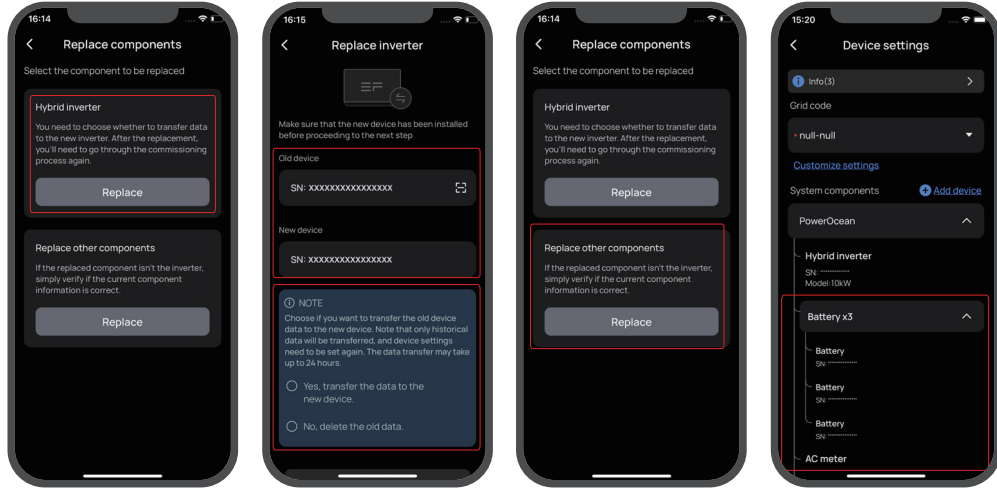 16:14
Replace components
Select the component to be replaced
Hybrid inverter
You need to choose whether to transfer data
to the new inverter. After the replacement,
you'll need to go through the commissioning
process again.
Replace
Replace other components
If the replaced component isn't the inverter,
simply verify if the current component
information is correct.
Replace
16:15
Replace inverter
Make sure that the new device has been installed
before proceeding to the next step
Old device
SN: XXXXXXXXXXXXXXXX
New device
SN: XXXXXXXXXXXXXXXX
NOTE
Choose if you want to transfer the old device
data to the new device. Note that only historical
data will be transferred, and device settings
need to be set again. The data transfer may take
up to 24 hours.
Yes, transfer the data to the
new device.
No, delete the old data.
16:14
Replace components
Select the component to be replaced
Hybrid inverter
You need to choose whether to transfer data
to the new inverter. After the replacement,
you'll need to go through the commissioning
process again.
Replace
Replace other components
If the replaced component isn't the inverter,
simply verify if the current component
information is correct.
Replace
15:20
Device settings
Info(3)
Grid code
null-null
Customize settings
System components
Add device
PowerOcean
Hybrid inverter
SN:
Model:10kW
Battery x3
Battery
SN:
Battery
SN:
Battery
SN:
AC meter